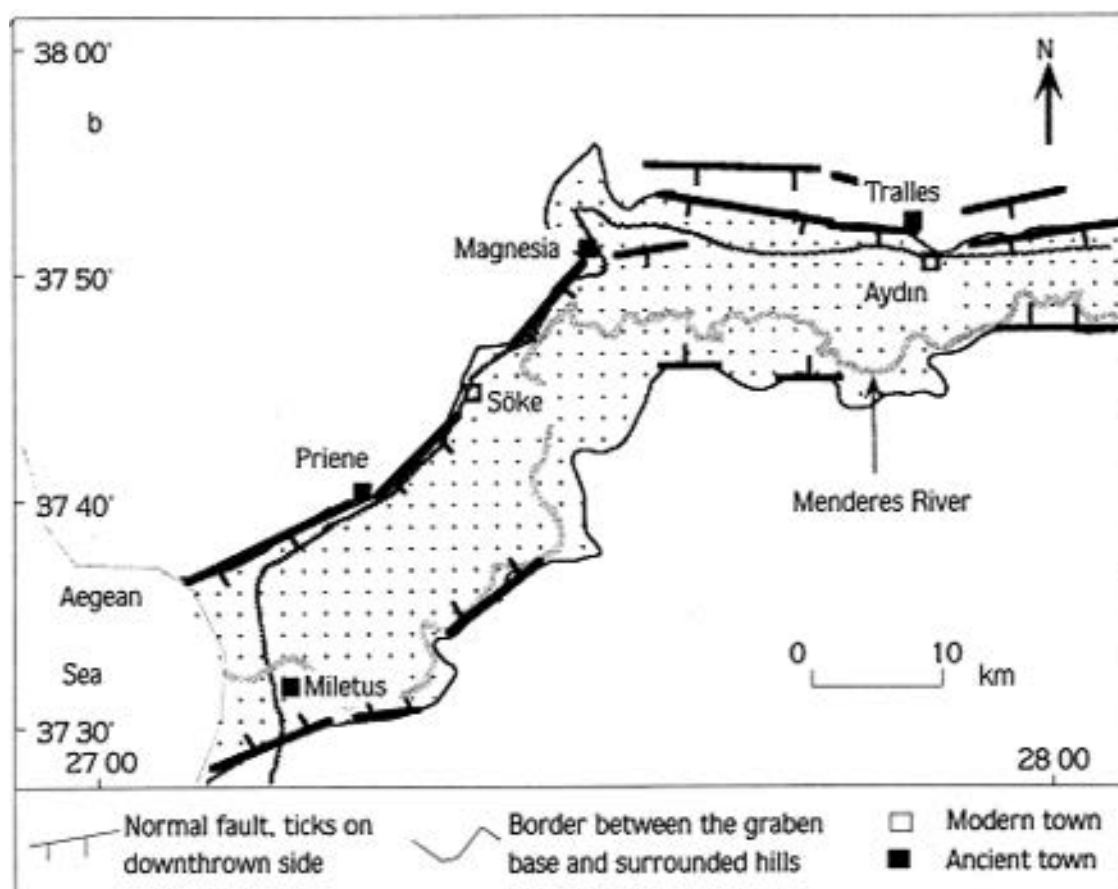 38 00'
N
b
Tralles
Magnesia
37 50'
Aydın
Söke
Priene
37 40'
Menderes River
Aegean
Sea
0 10
km
Miletus
37 30'
27 00
28 00
Normal fault, ticks on
downthrown side
Border between the graben
base and surrounded hills
Modern town
Ancient town